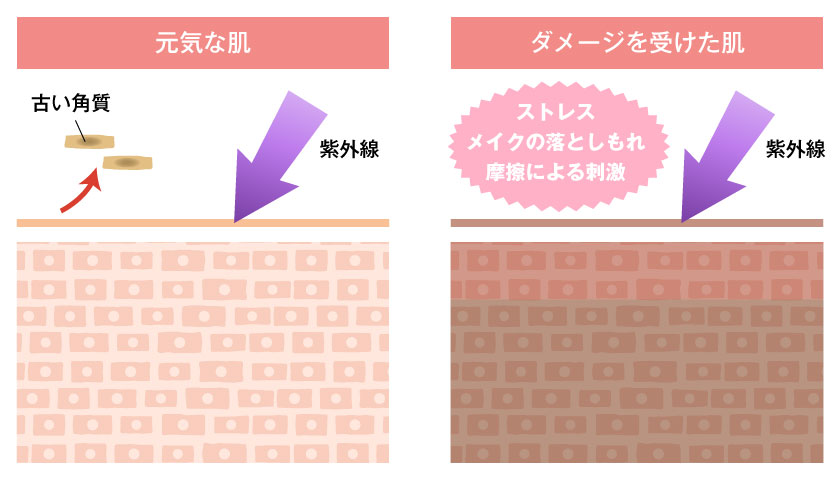 元気な肌
古い角質
紫外線
ダメージを受けた肌
ストレス
メイクの落としもれ
摩擦による刺激
紫外線